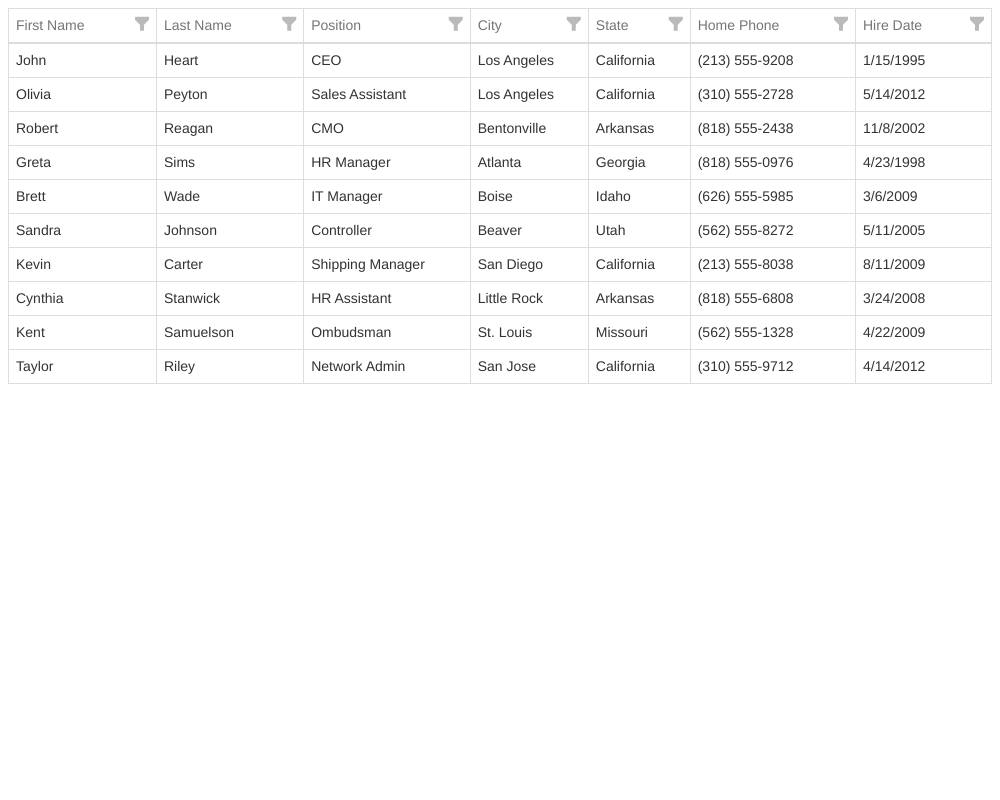 First Name Last Name Position City State Home Phone Hire Date
John Heart CEO Los Angeles California (213) 555-9208 1/15/1995
Olivia Peyton Sales Assistant Los Angeles California (310) 555-2728 5/14/2012
Robert Reagan CMO Bentonville Arkansas (818) 555-2438 11/8/2002
Greta Sims HR Manager Atlanta Georgia (818) 555-0976 4/23/1998
Brett Wade IT Manager Boise Idaho (626) 555-5985 3/6/2009
Sandra Johnson Controller Beaver Utah (562) 555-8272 5/11/2005
Kevin Carter Shipping Manager San Diego California (213) 555-8038 8/11/2009
Cynthia Stanwick HR Assistant Little Rock Arkansas (818) 555-6808 3/24/2008
Kent Samuelson Ombudsman St. Louis Missouri (562) 555-1328 4/22/2009
Taylor Riley Network Admin San Jose California (310) 555-9712 4/14/2012